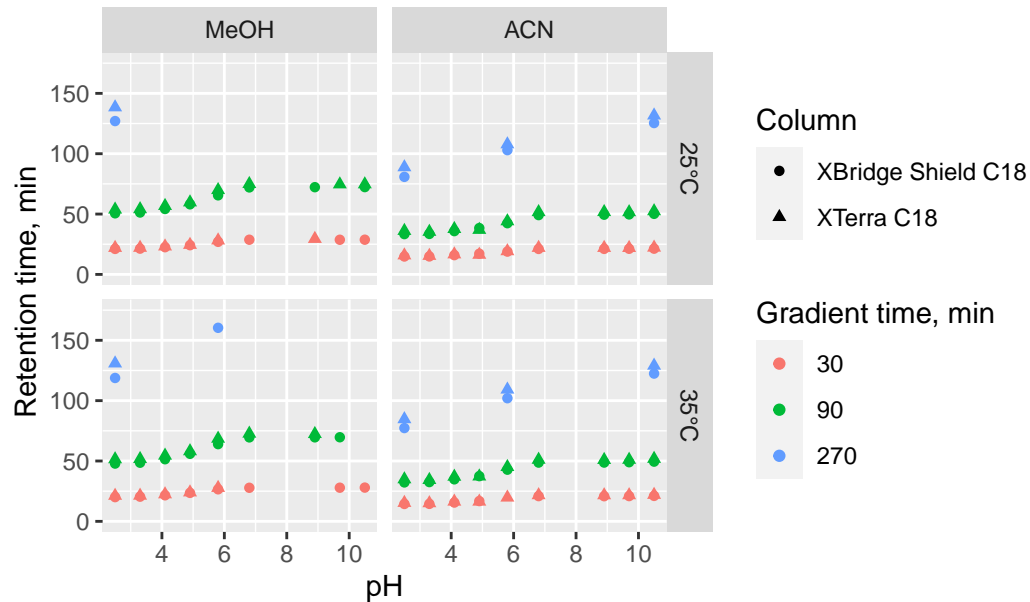 MeOH
ACN
150
100
50
0
25°C
150
100
50
0
35°C
4
6
8
10
4
6
8
10
pH
Retention time, min
Column
XBridge Shield C18
XTerra C18
Gradient time, min
30
90
270